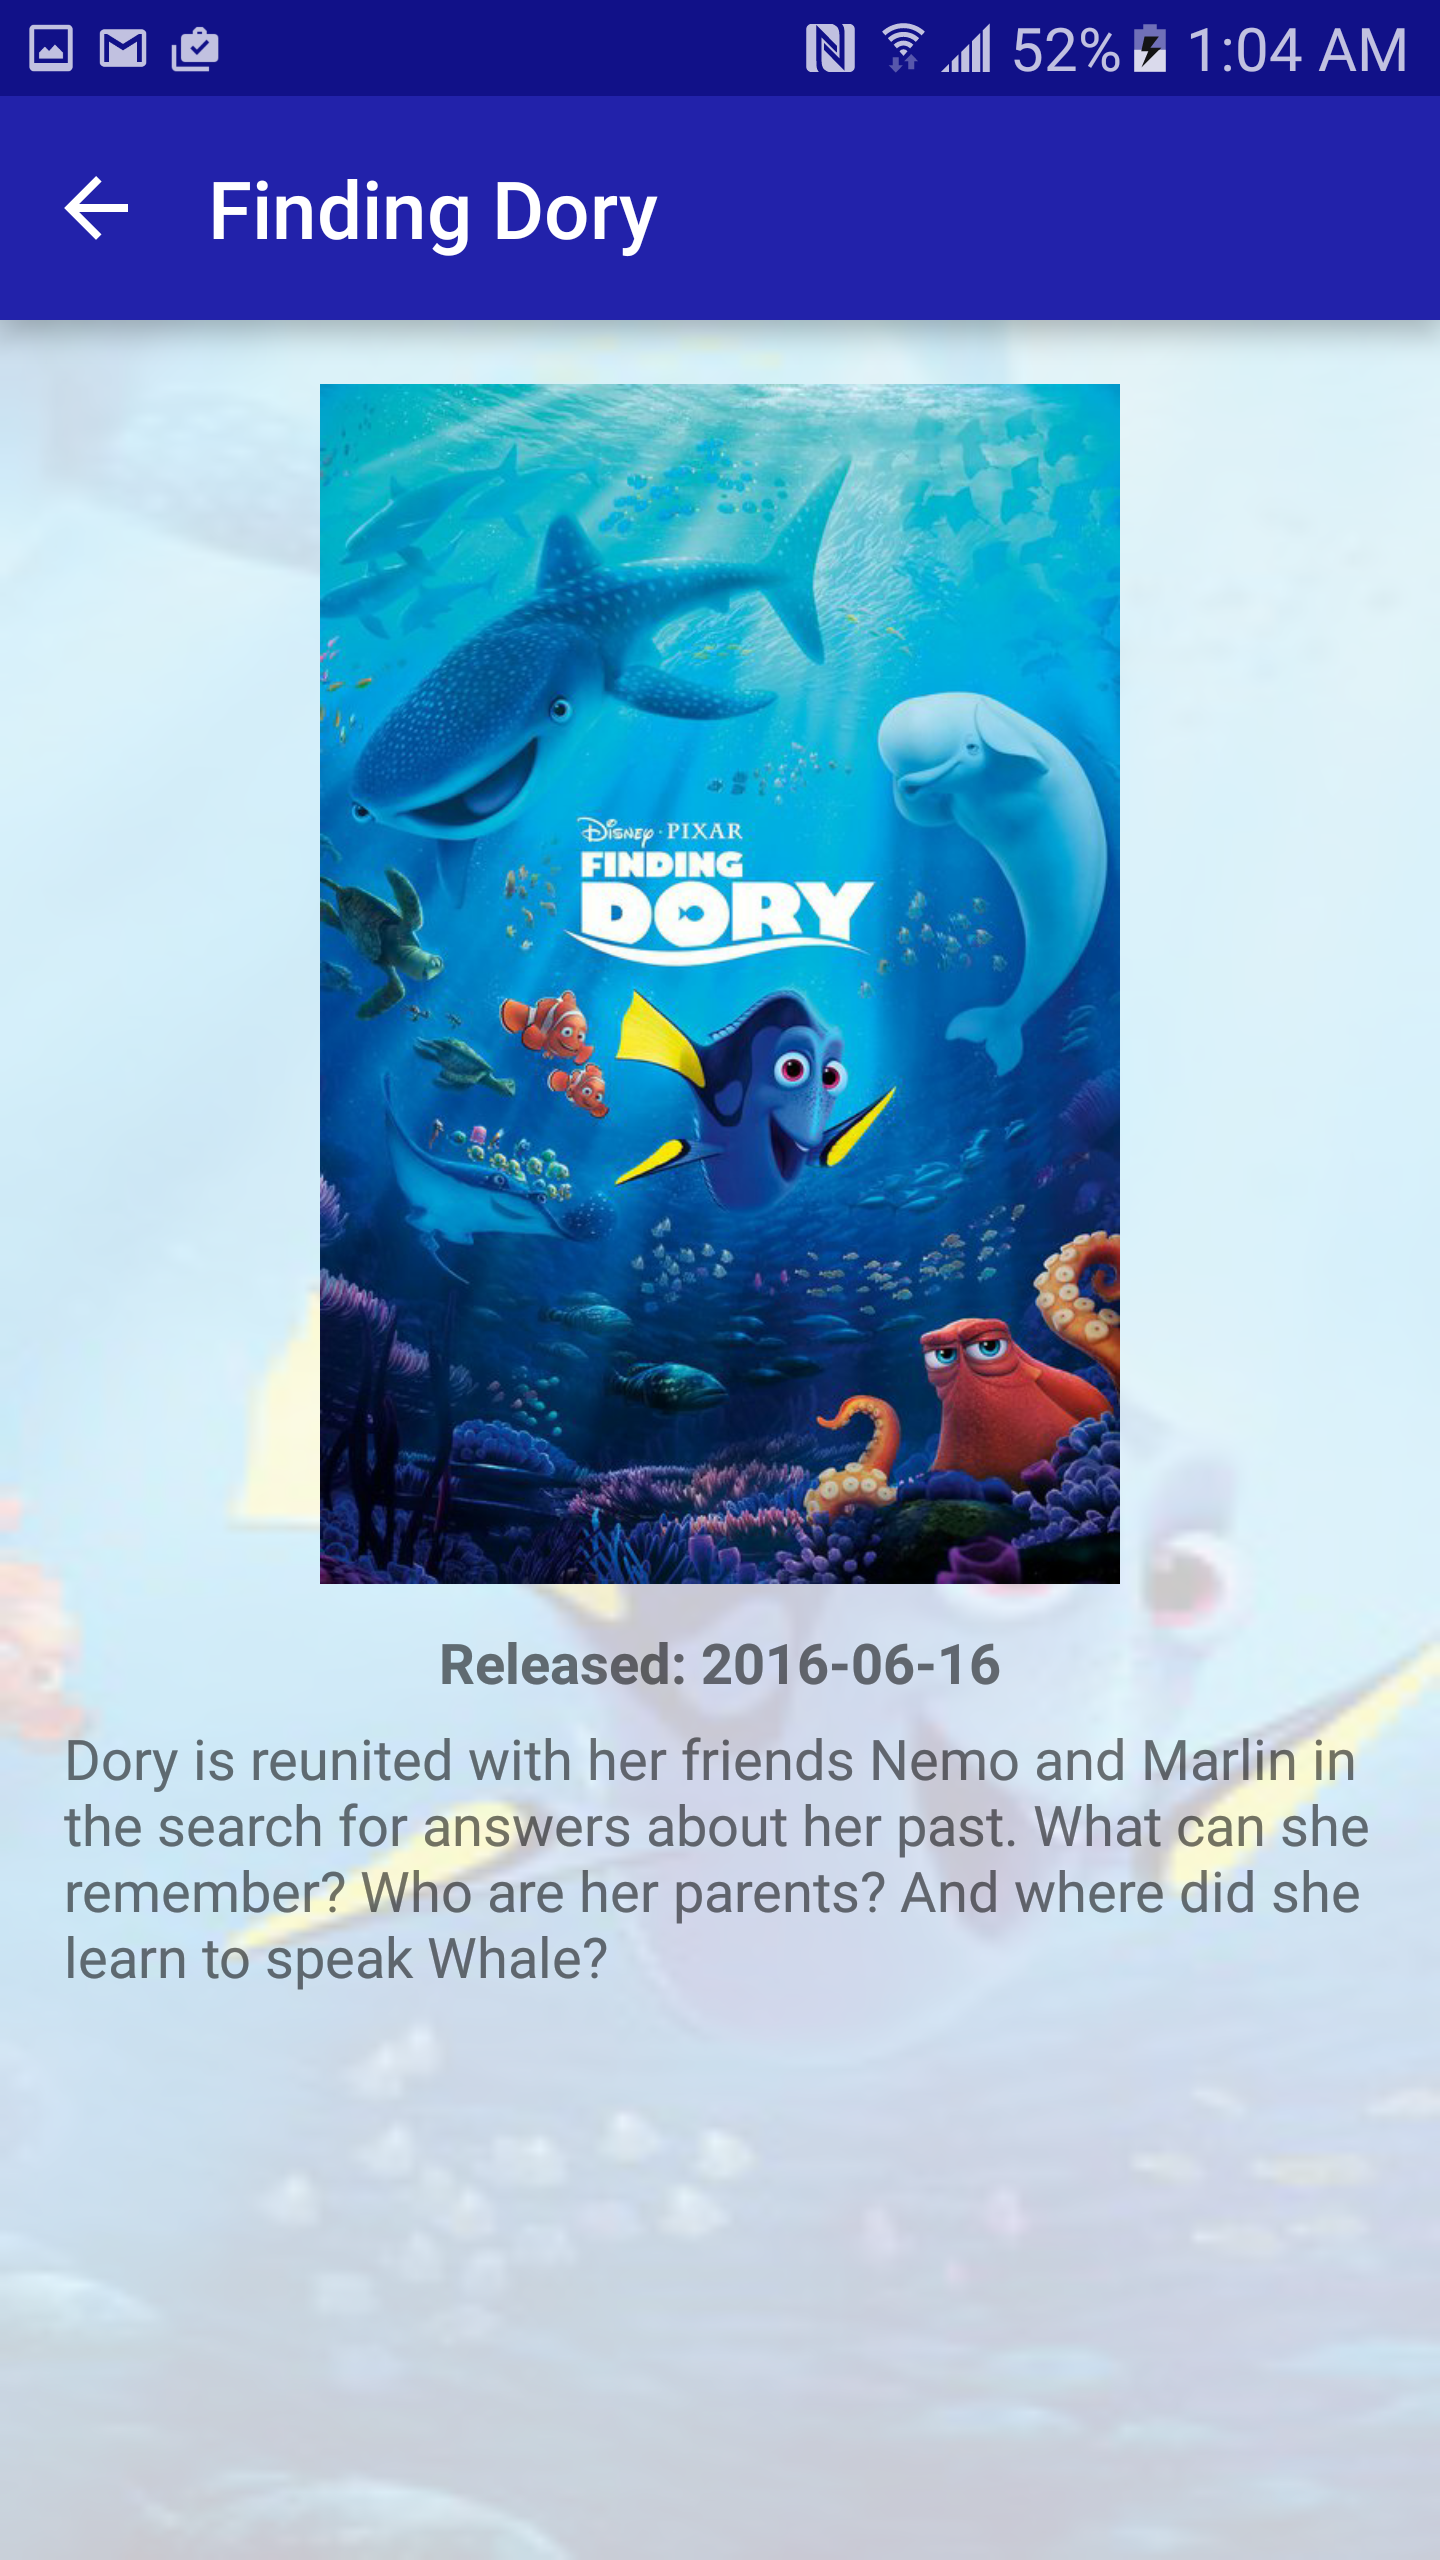 52% 1:04 AM
Finding Dory
Disney · PIXAR
FINDING
DORY
Released: 2016-06-16
Dory is reunited with her friends Nemo and Marlin in
the search for answers about her past. What can she
remember? Who are her parents? And where did she
learn to speak Whale?